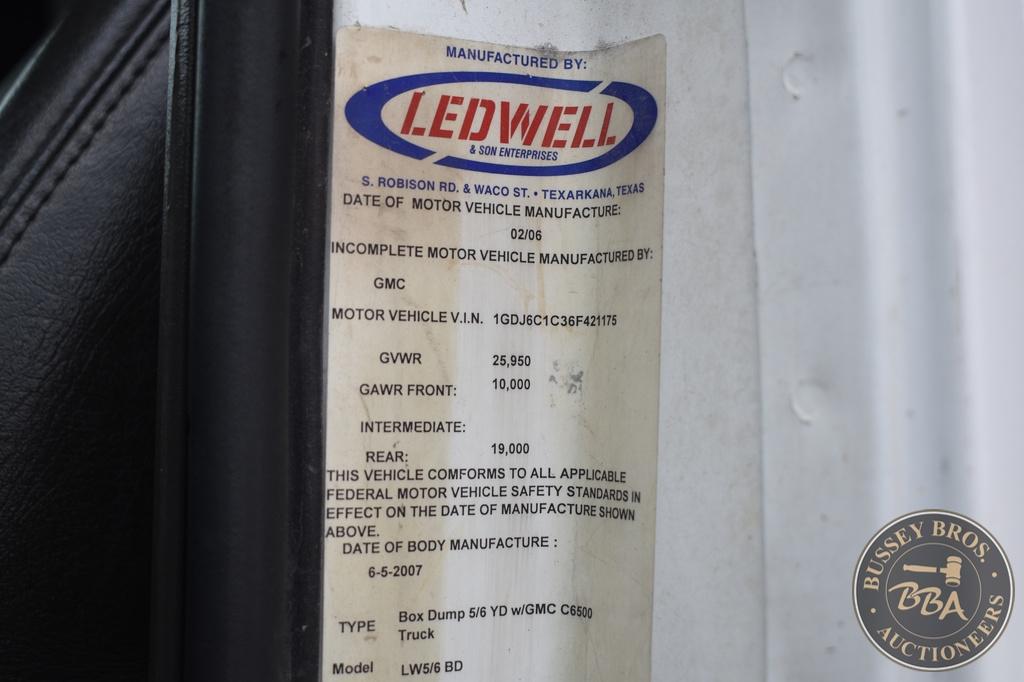 MANUFACTURED BY:
LEDWELL
& SON ENTERPRISES
S. ROBISON RD. & WACO ST. • TEXARKANA, TEXAS
DATE OF MOTOR VEHICLE MANUFACTURE:
02/06
INCOMPLETE MOTOR VEHICLE MANUFACTURED BY:
GMC
MOTOR VEHICLE V.I.N. 1GDJ6C1C36F421175
GVWR 25,950
GAWR FRONT: 10,000
INTERMEDIATE:
REAR: 19,000
THIS VEHICLE COMFORMS TO ALL APPLICABLE
FEDERAL MOTOR VEHICLE SAFETY STANDARDS IN
EFFECT ON THE DATE OF MANUFACTURE SHOWN
ABOVE.
DATE OF BODY MANUFACTURE :
6-5-2007
TYPE Box Dump 5/6 YD w/GMC C6500
Truck
Model LW5/6 BD
BUSSEY BROS.
BBA
AUCTIONEERS